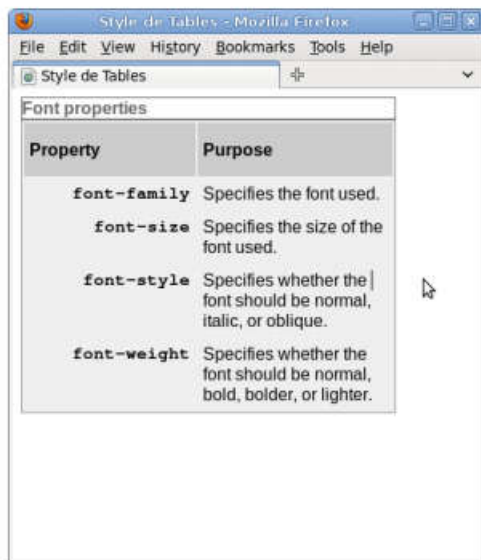 Style de Tables - Mozilla Firefox
File Edit View History Bookmarks Tools Help
Style de Tables
Font properties
Property Purpose
font-family Specifies the font used.
font-size Specifies the size of the
font used.
font-style Specifies whether the
font should be normal,
italic, or oblique.
font-weight Specifies whether the
font should be normal,
bold, bolder, or lighter.